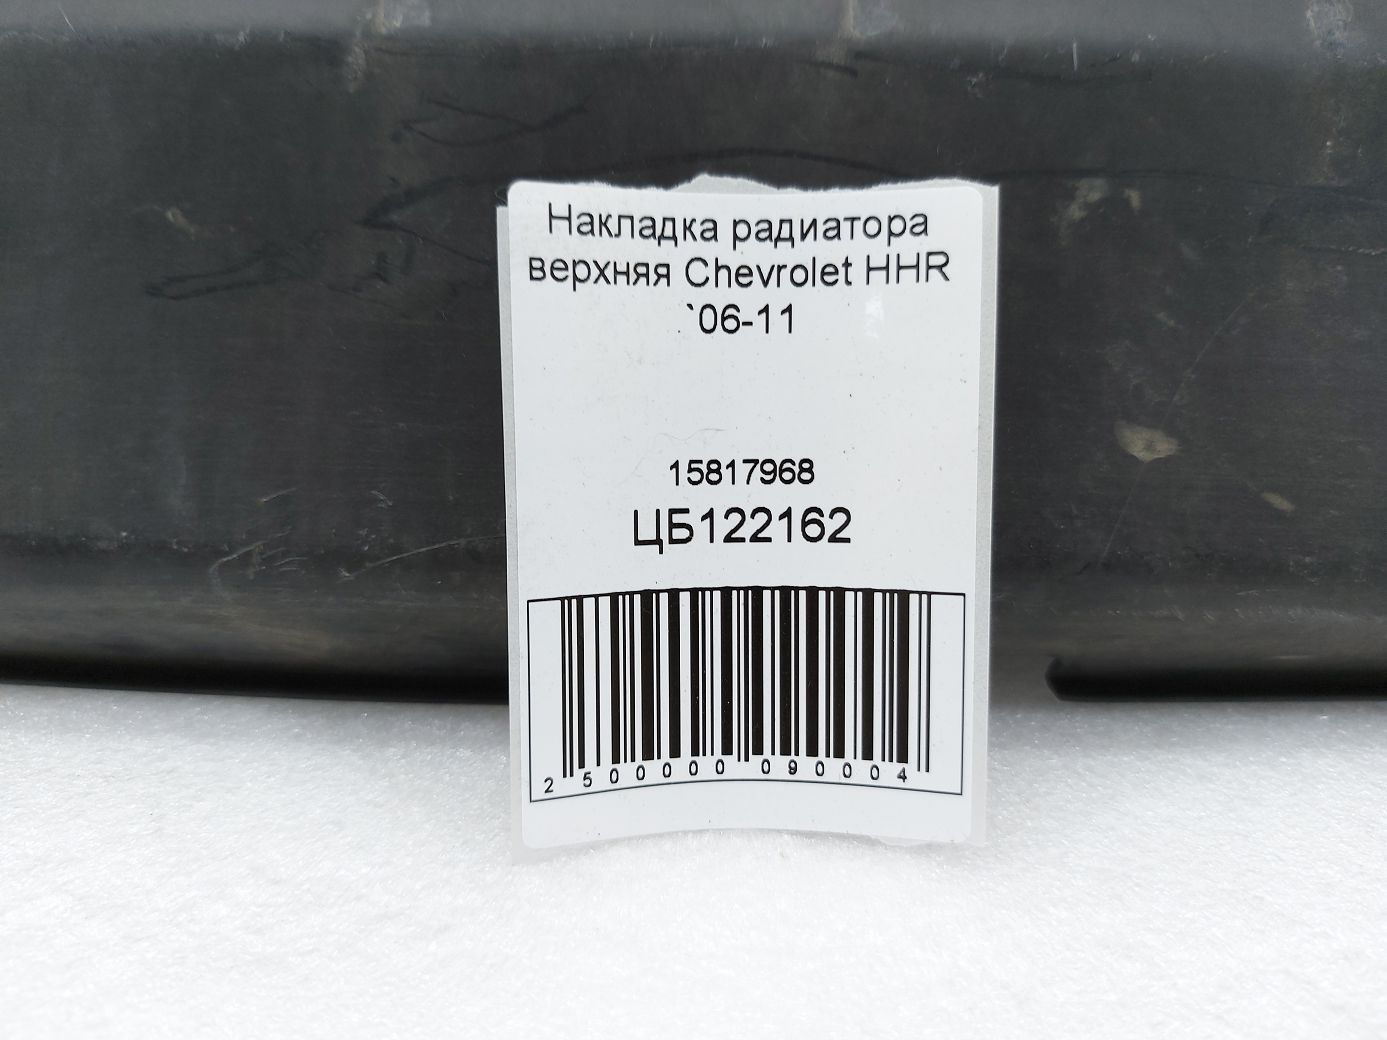 Накладка радиатора
верхняя Chevrolet HHR
`06-11
15817968
ЦБ122162
2 500000 090004